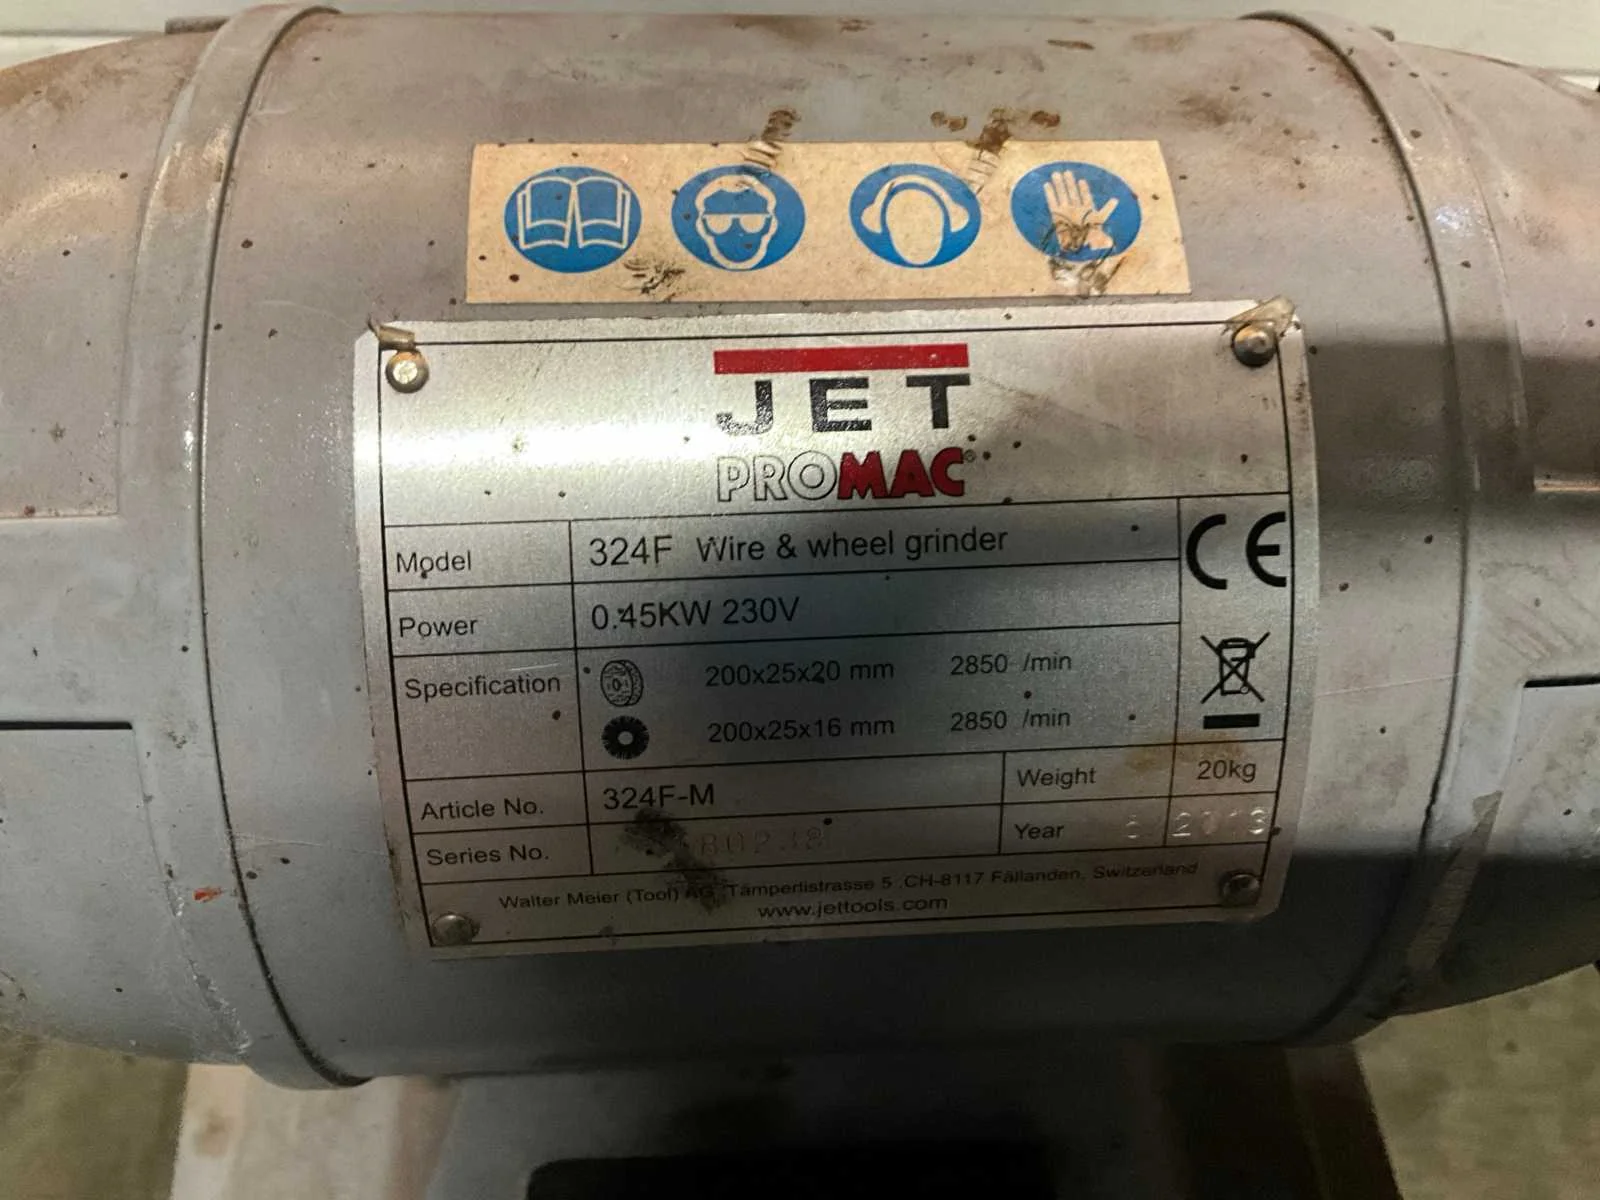 JET
PROMAC®
Model 324F Wire & wheel grinder CE
Power 0.45KW 230V
Specification 200x25x20 mm 2850 /min
200x25x16 mm 2850 /min
Article No. 324F-M Weight 20kg
Series No. Year
Walter Meier (Tool) AG, Tämperlistrasse 5 ,CH-8117 Fällanden, Switzerland
www.jettools.com